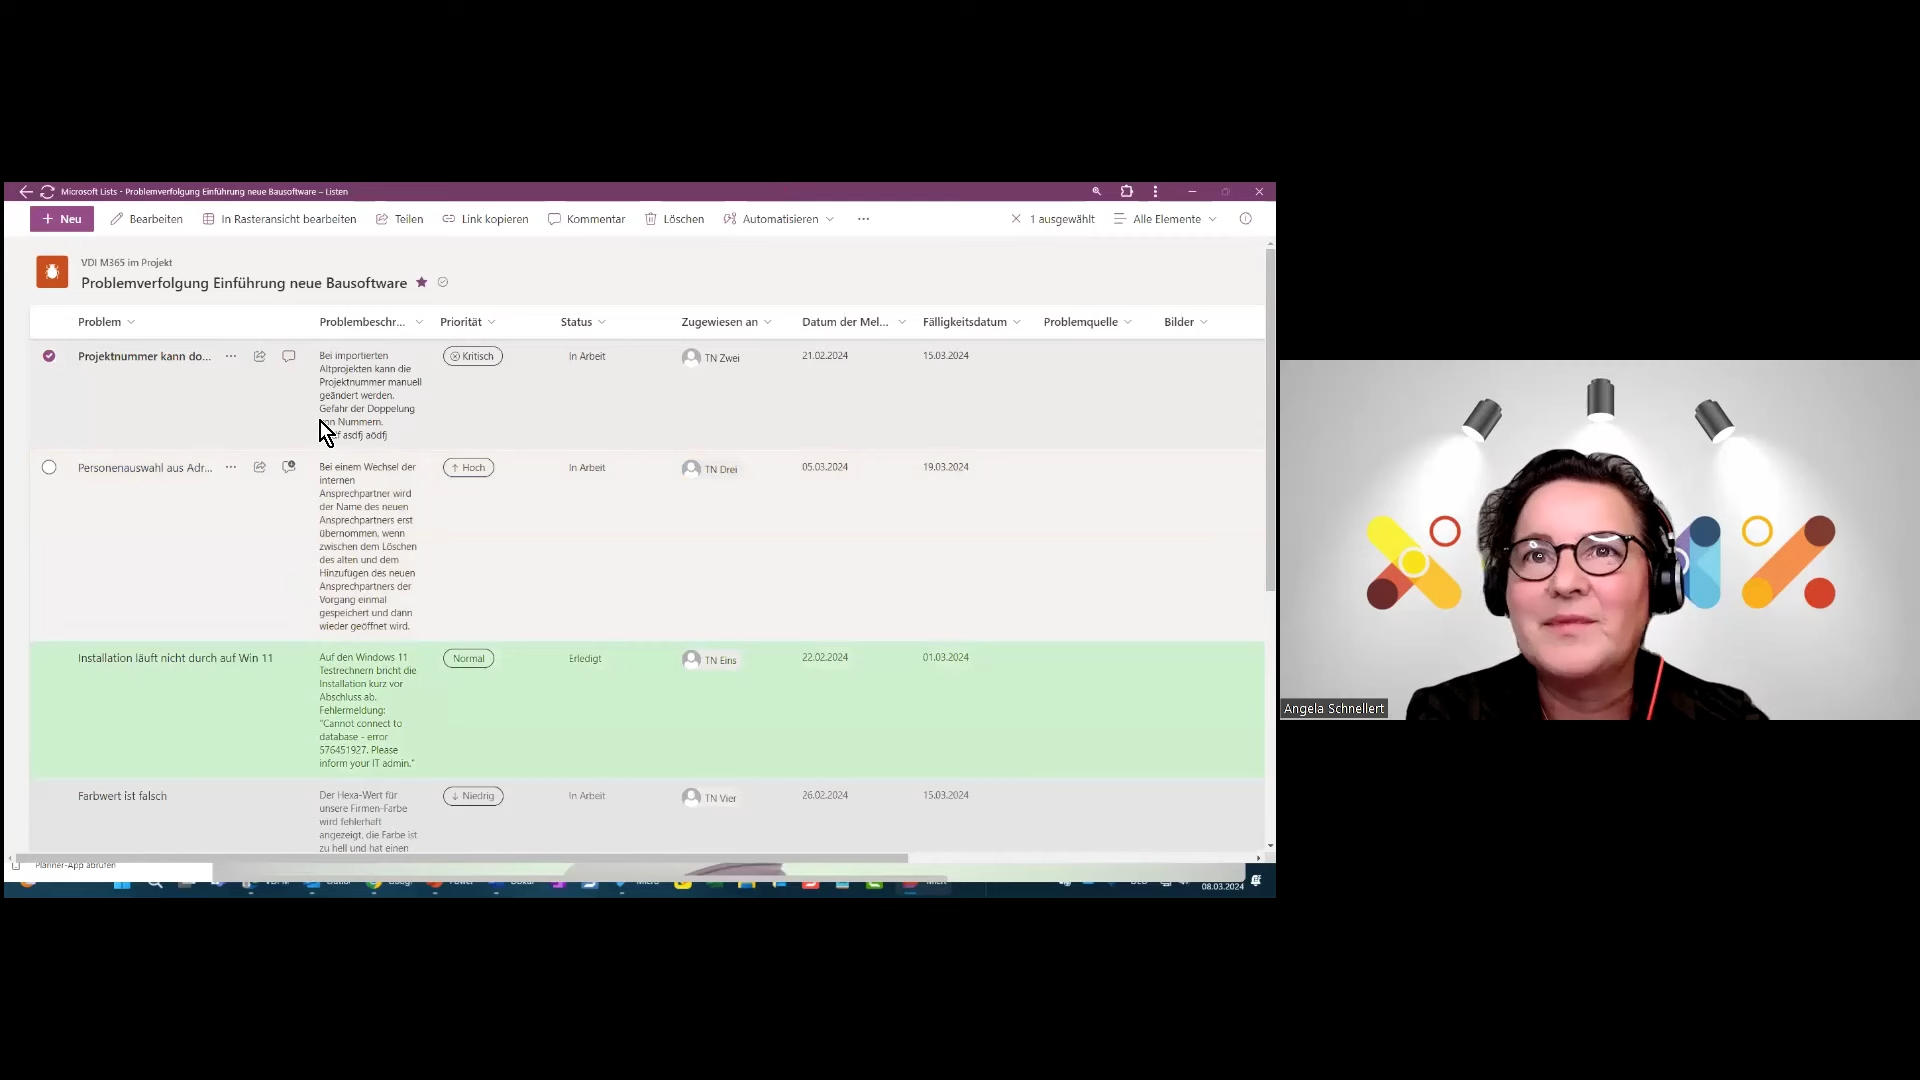 Microsoft Lists - Problemverfolgung Einführung neue Bausoftware – Listen
Neu Bearbeiten In Rasteransicht bearbeiten Teilen Link kopieren Kommentar Löschen Automatisieren ··· 1 ausgewählt Alle Elemente
VDI M365 im Projekt
Problemverfolgung Einführung neue Bausoftware
Problem Problembeschr... Priorität Status Zugewiesen an Datum der Mel... Fälligkeitsdatum Problemquelle Bilder
Projektnummer kann do... ··· Bei importierten Kritisch In Arbeit TN Zwei 21.02.2024 15.03.2024
Altprojekten kann die
Projektnummer manuell
geändert werden.
Gefahr der Doppelung
Nummern.
asdfj aödfj
Personenauswahl aus Adr... ··· Bei einem Wechsel der Hoch In Arbeit TN Drei 05.03.2024 19.03.2024
internen
Ansprechpartner wird
der Name des neuen
Ansprechpartners erst
übernommen, wenn
zwischen dem Löschen
des alten und dem
Hinzufügen des neuen
Ansprechpartners der
Vorgang einmal
gespeichert und dann
wieder geöffnet wird.
Installation läuft nicht durch auf Win 11 Auf den Windows 11 Normal Erledigt TN Eins 22.02.2024 01.03.2024
Testrechnern bricht die
Installation kurz vor
Abschluss ab.
Fehlermeldung:
"Cannot connect to
database - error
576451927. Please
inform your IT admin."
Farbwert ist falsch Der Hexa-Wert für Niedrig In Arbeit TN Vier 26.02.2024 15.03.2024
unsere Firmen-Farbe
wird fehlerhaft
angezeigt, die Farbe ist
zu hell und hat einen
Planner-App abrufen
08.03.2024
Angela Schnellert